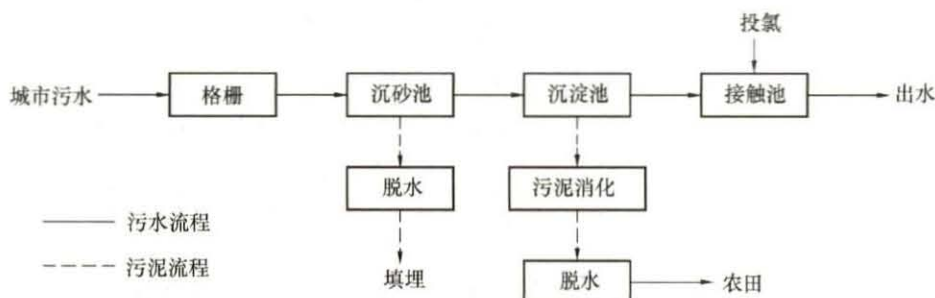 投氯
城市污水
格栅
沉砂池
沉淀池
接触池
出水
脱水
污泥消化
污水流程
污泥流程
填埋
脱水
农田